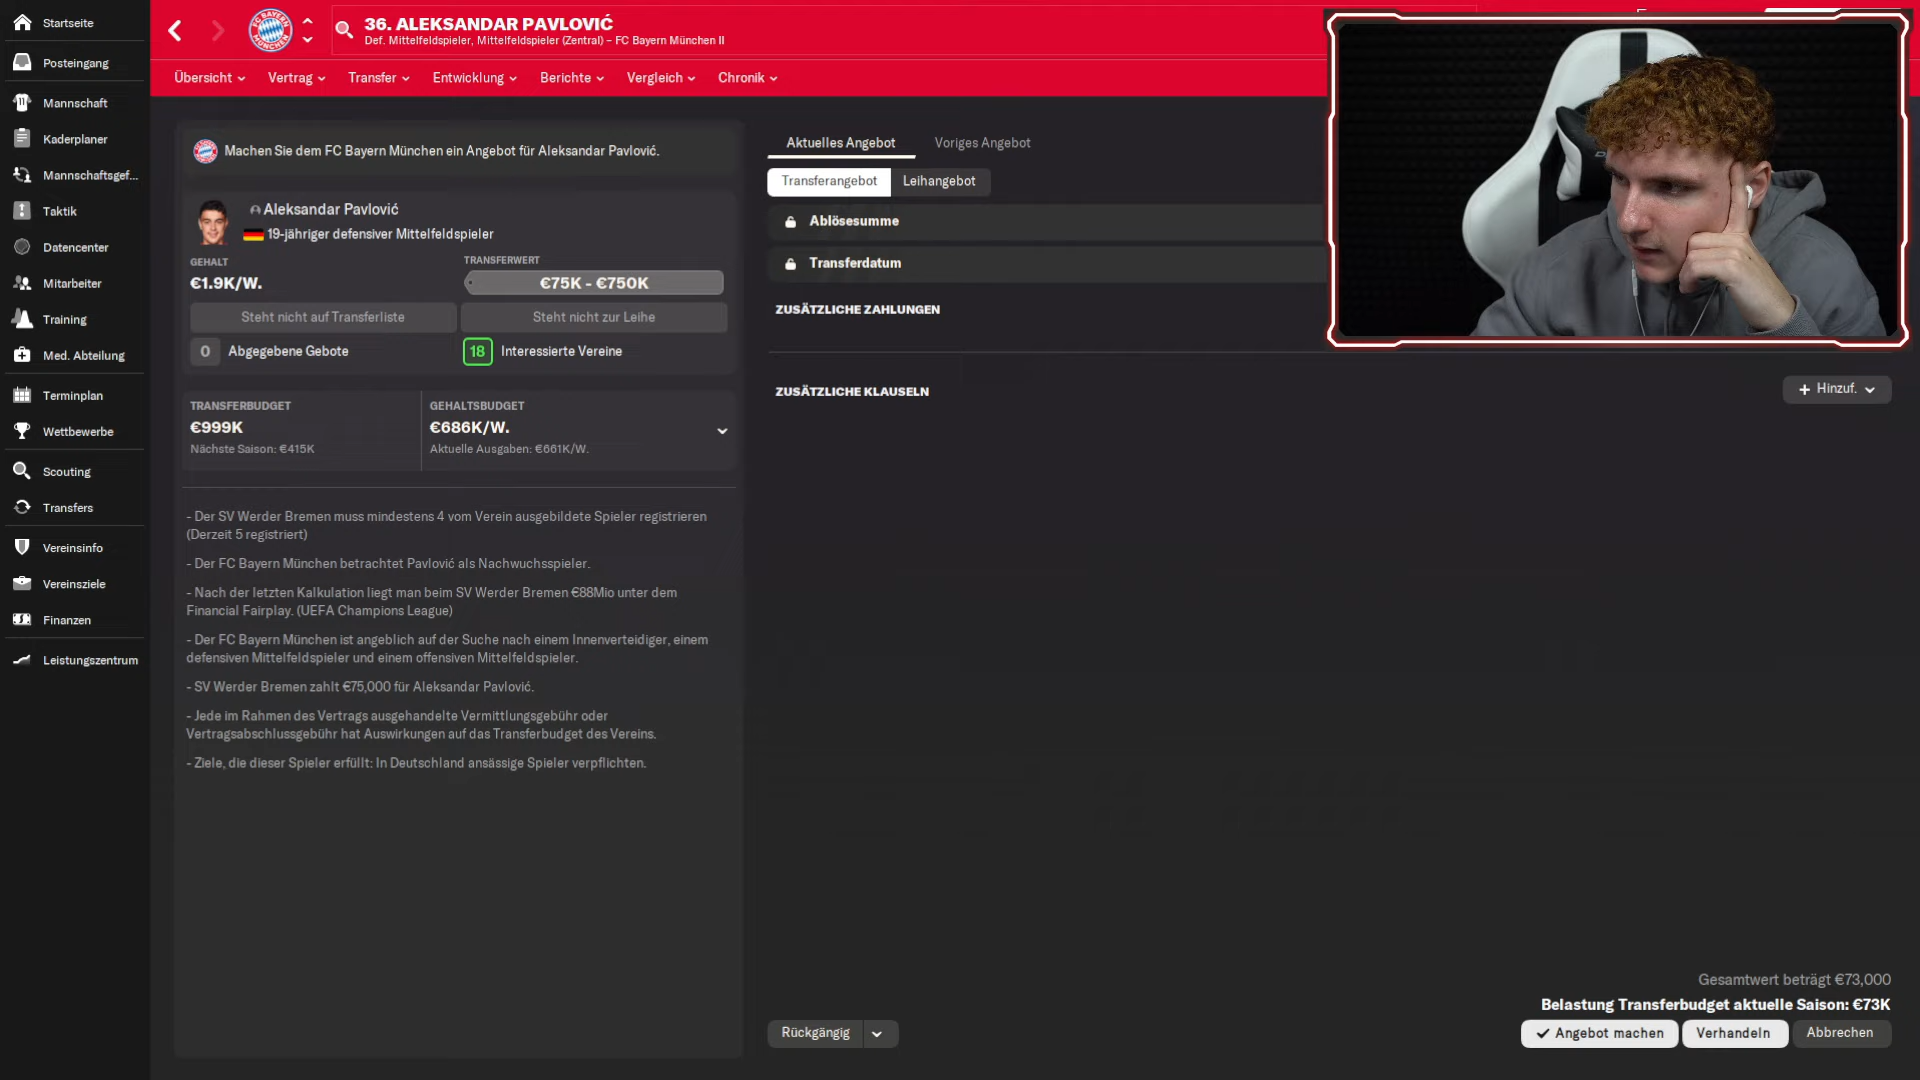 Startseite
Posteingang
Mannschaft
Kaderplaner
Mannschaftsgef...
Taktik
Datencenter
Mitarbeiter
Training
Med. Abteilung
Terminplan
Wettbewerbe
Scouting
Transfers
Vereinsinfo
Vereinsziele
Finanzen
Leistungszentrum
36. ALEKSANDAR PAVLOVIĆ
Def. Mittelfeldspieler, Mittelfeldspieler (Zentral) – FC Bayern München II
Übersicht Vertrag Transfer Entwicklung Berichte Vergleich Chronik
Machen Sie dem FC Bayern München ein Angebot für Aleksandar Pavlović.
Aleksandar Pavlović
19-jähriger defensiver Mittelfeldspieler
GEHALT TRANSFERWERT
€1.9K/W. €75K - €750K
Steht nicht auf Transferliste Steht nicht zur Leihe
0 Abgegebene Gebote 18 Interessierte Vereine
TRANSFERBUDGET GEHALTSBUDGET
€999K €686K/W.
Nächste Saison: €415K Aktuelle Ausgaben: €661K/W.
- Der SV Werder Bremen muss mindestens 4 vom Verein ausgebildete Spieler registrieren
(Derzeit 5 registriert)
- Der FC Bayern München betrachtet Pavlović als Nachwuchsspieler.
- Nach der letzten Kalkulation liegt man beim SV Werder Bremen €88Mio unter dem
Financial Fairplay. (UEFA Champions League)
- Der FC Bayern München ist angeblich auf der Suche nach einem Innenverteidiger, einem
defensiven Mittelfeldspieler und einem offensiven Mittelfeldspieler.
- SV Werder Bremen zahlt €75,000 für Aleksandar Pavlović.
- Jede im Rahmen des Vertrags ausgehandelte Vermittlungsgebühr oder
Vertragsabschlussgebühr hat Auswirkungen auf das Transferbudget des Vereins.
- Ziele, die dieser Spieler erfüllt: In Deutschland ansässige Spieler verpflichten.
Aktuelles Angebot Voriges Angebot
Transferangebot Leihangebot
Ablösesumme
Transferdatum
ZUSÄTZLICHE ZAHLUNGEN
ZUSÄTZLICHE KLAUSELN
+ Hinzuf.
Gesamtwert beträgt €73,000
Belastung Transferbudget aktuelle Saison: €73K
Rückgängig Angebot machen Verhandeln Abbrechen